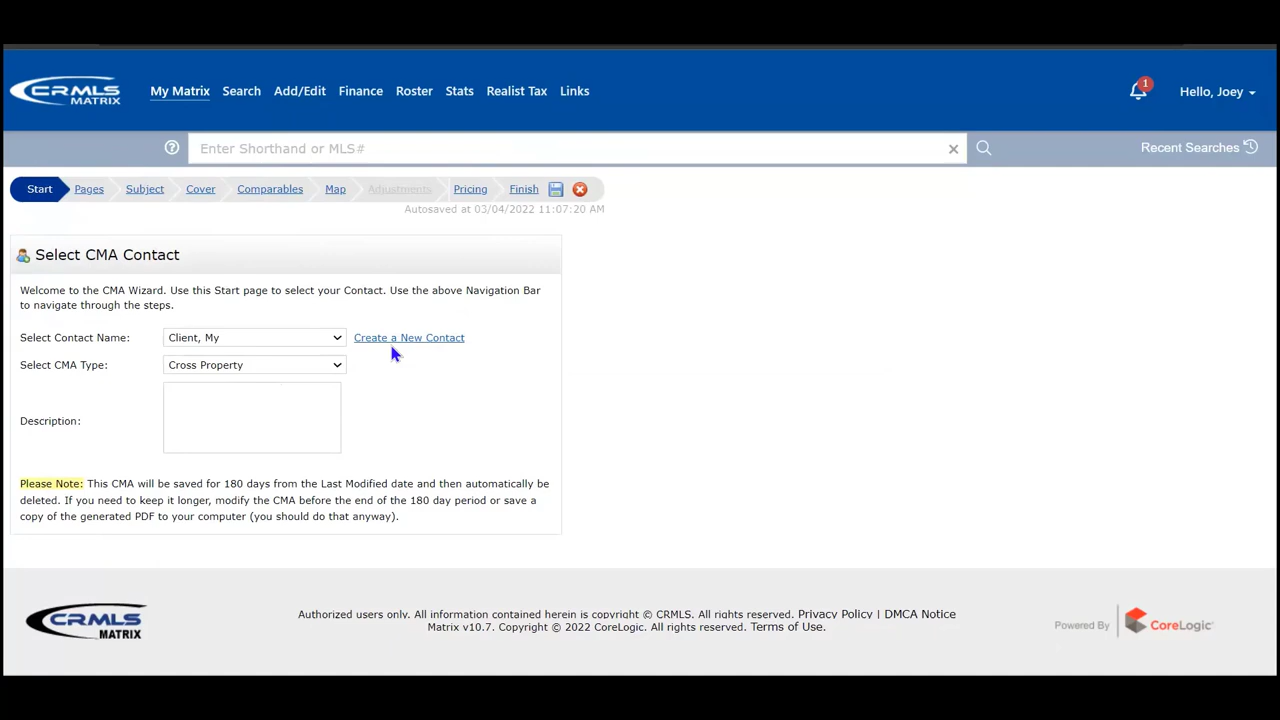 CRMLS
MATRIX
My Matrix Search Add/Edit Finance Roster Stats Realist Tax Links
1
Hello, Joey
Enter Shorthand or MLS#
Recent Searches
Start Pages Subject Cover Comparables Map Adjustments Pricing Finish
Autosaved at 03/04/2022 11:07:20 AM
Select CMA Contact
Welcome to the CMA Wizard. Use this Start page to select your Contact. Use the above Navigation Bar
to navigate through the steps.
Select Contact Name: Client, My Create a New Contact
Select CMA Type: Cross Property
Description:
Please Note: This CMA will be saved for 180 days from the Last Modified date and then automatically be
deleted. If you need to keep it longer, modify the CMA before the end of the 180 day period or save a
copy of the generated PDF to your computer (you should do that anyway).
CRMLS
MATRIX
Authorized users only. All information contained herein is copyright © CRMLS. All rights reserved. Privacy Policy | DMCA Notice
Matrix v10.7. Copyright © 2022 CoreLogic. All rights reserved. Terms of Use.
Powered By CoreLogic